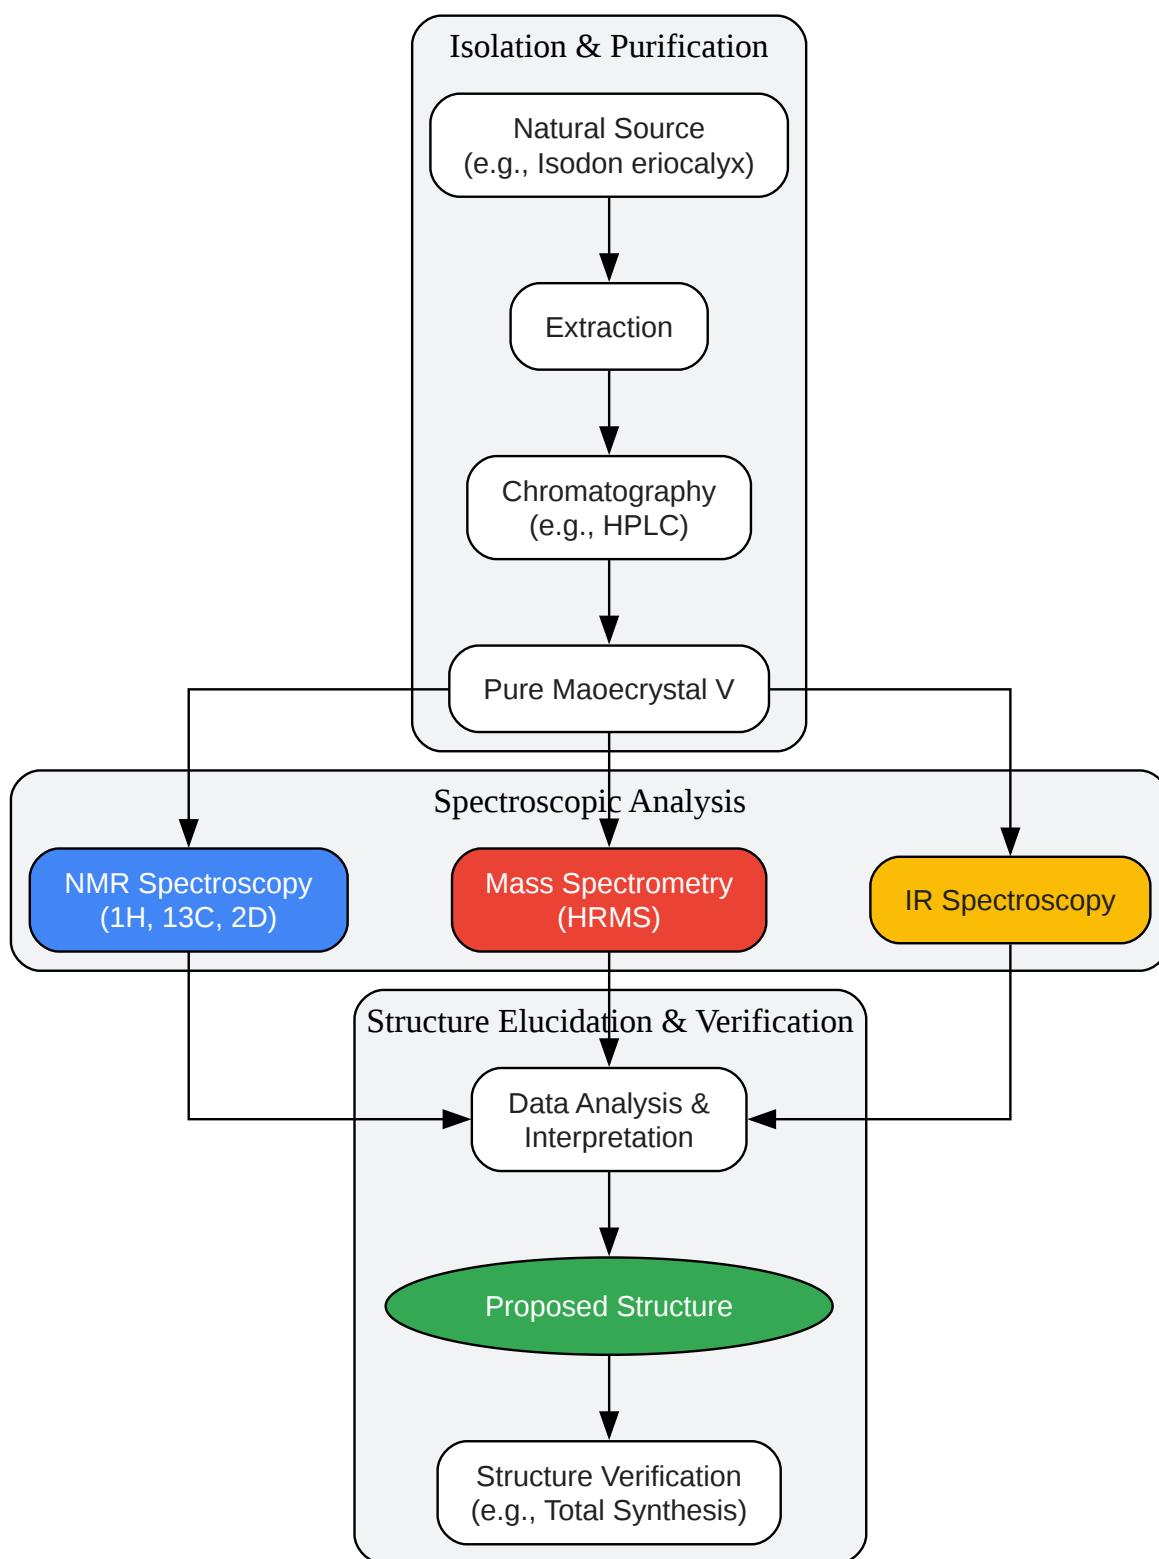 Isolation & Purification
Natural Source
(e.g., Isodon eriocalyx)
Extraction
Chromatography
(e.g., HPLC)
Pure Maoecrystal V
Spectroscopic Analysis
NMR Spectroscopy
(1H, 13C, 2D)
Mass Spectrometry
(HRMS)
IR Spectroscopy
Structure Elucidation & Verification
Data Analysis &
Interpretation
Proposed Structure
Structure Verification
(e.g., Total Synthesis)